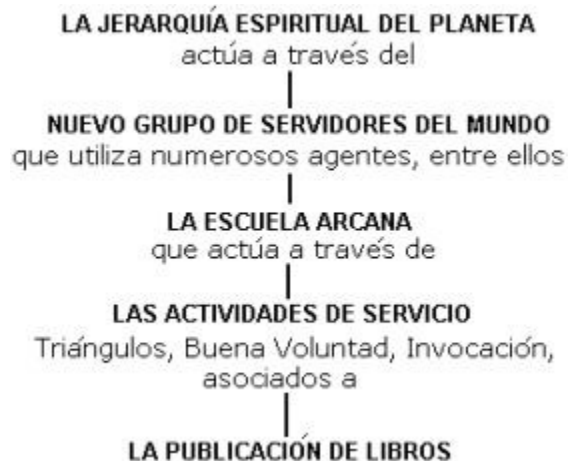 LA JERARQUÍA ESPIRITUAL DEL PLANETA
actúa a través del
NUEVO GRUPO DE SERVIDORES DEL MUNDO
que utiliza numerosos agentes, entre ellos
LA ESCUELA ARCANA
que actúa a través de
LAS ACTIVIDADES DE SERVICIO
Triángulos, Buena Voluntad, Invocación,
asociados a
LA PUBLICACIÓN DE LIBROS